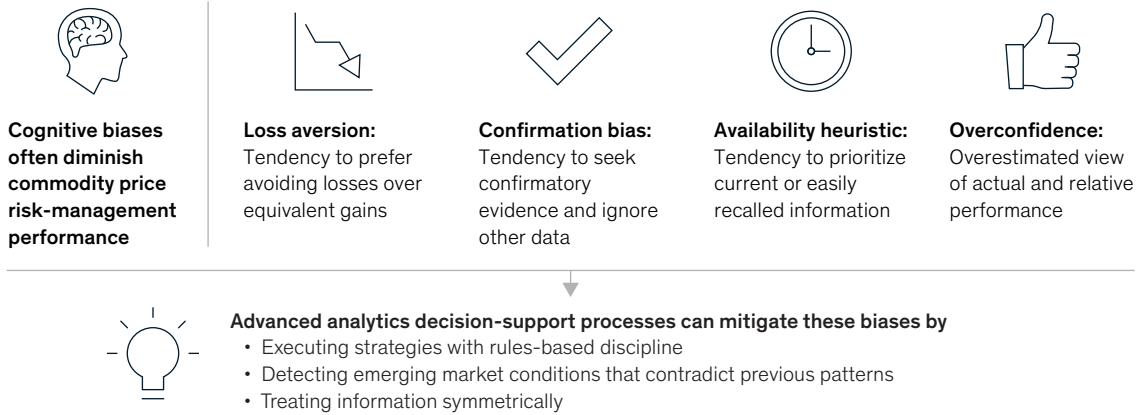 Cognitive biases
often diminish
commodity price
risk-management
performance
Loss aversion:
Tendency to prefer
avoiding losses over
equivalent gains
Confirmation bias:
Tendency to seek
confirmatory
evidence and ignore
other data
Availability heuristic:
Tendency to prioritize
current or easily
recalled information
Overconfidence:
Overestimated view
of actual and relative
performance
Advanced analytics decision-support processes can mitigate these biases by
• Executing strategies with rules-based discipline
• Detecting emerging market conditions that contradict previous patterns
• Treating information symmetrically